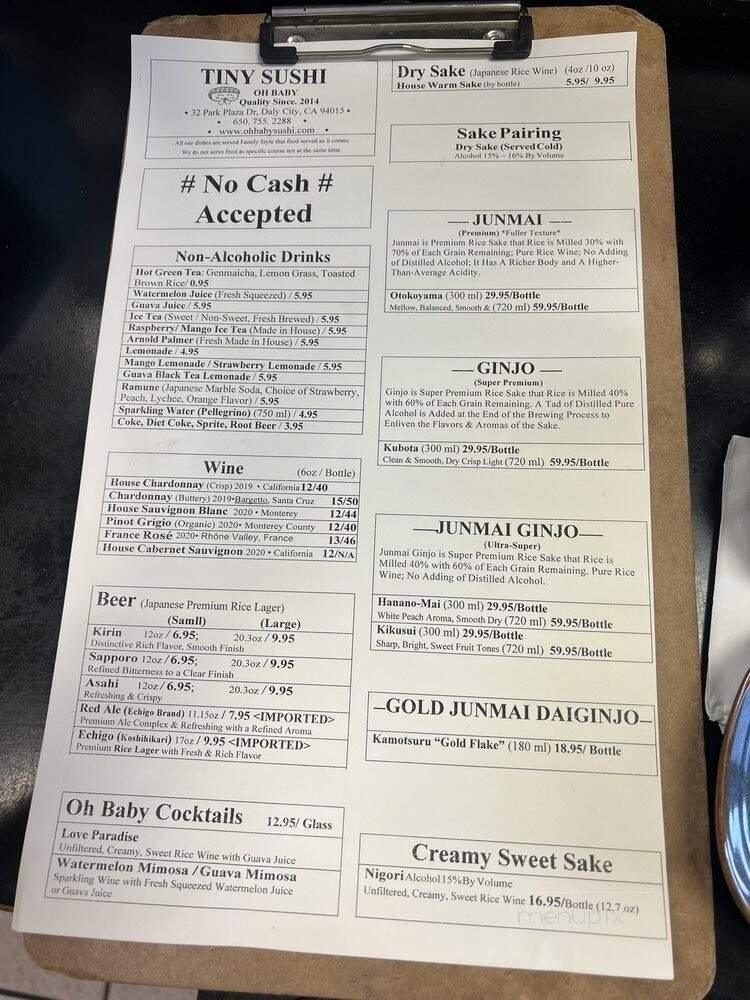 TINY SUSHI
OH BABY
Quality Since. 2014
• 32 Park Plaza Dr, Daly City, CA 94015 •
• 650. 755. 2288 •
• www.ohbabysushi.com •
All our dishes are served Family Style that food served as it comes.
We do not serve food as specific course nor at the same time.
# No Cash #
Accepted
Non-Alcoholic Drinks
Hot Green Tea: Genmaicha, Lemon Grass, Toasted
Brown Rice/ 0.95
Watermelon Juice (Fresh Squeezed) / 5.95
Guava Juice / 5.95
Ice Tea (Sweet / Non-Sweet, Fresh Brewed) / 5.95
Raspberry/ Mango Ice Tea (Made in House) / 5.95
Arnold Palmer (Fresh Made in House) / 5.95
Lemonade / 4.95
Mango Lemonade / Strawberry Lemonade / 5.95
Guava Black Tea Lemonade / 5.95
Ramune (Japanese Marble Soda, Choice of Strawberry,
Peach, Lychee, Orange Flavor) / 5.95
Sparkling Water (Pellegrino) (750 ml) / 4.95
Coke, Diet Coke, Sprite, Root Beer / 3.95
Wine (6oz / Bottle)
House Chardonnay (Crisp) 2019 • California 12/40
Chardonnay (Buttery) 2019•Bargetto, Santa Cruz 15/50
House Sauvignon Blanc 2020 • Monterey 12/44
Pinot Grigio (Organic) 2020• Monterey County 12/40
France Rosé 2020• Rhône Valley, France 13/46
House Cabernet Sauvignon 2020 • California 12/N/A
Beer (Japanese Premium Rice Lager)
(Samll) (Large)
Kirin 12oz / 6.95; 20.3oz / 9.95
Distinctive Rich Flavor, Smooth Finish
Sapporo 12oz / 6.95; 20.3oz / 9.95
Refined Bitterness to a Clear Finish
Asahi 12oz / 6.95; 20.3oz / 9.95
Refreshing & Crispy
Red Ale (Echigo Brand) 11.15oz / 7.95 <IMPORTED>
Premium Ale Complex & Refreshing with a Refined Aroma
Echigo (Koshihikari) 17oz / 9.95 <IMPORTED>
Premium Rice Lager with Fresh & Rich Flavor
Oh Baby Cocktails 12.95/ Glass
Love Paradise
Unfiltered, Creamy, Sweet Rice Wine with Guava Juice
Watermelon Mimosa / Guava Mimosa
Sparkling Wine with Fresh Squeezed Watermelon Juice
or Guava Juice
Dry Sake (Japanese Rice Wine) (4oz /10 oz)
House Warm Sake (by bottle) 5.95/ 9.95
Sake Pairing
Dry Sake (Served Cold)
Alcohol 15% – 16% By Volume
— JUNMAI —
(Premium) *Fuller Texture*
Junmai is Premium Rice Sake that Rice is Milled 30% with
70% of Each Grain Remaining; Pure Rice Wine; No Adding
of Distilled Alcohol; It Has A Richer Body and A Higher-
Than-Average Acidity.
Otokoyama (300 ml) 29.95/Bottle
Mellow, Balanced, Smooth & (720 ml) 59.95/Bottle
— GINJO —
(Super Premium)
Ginjo is Super Premium Rice Sake that Rice is Milled 40%
with 60% of Each Grain Remaining. A Tad of Distilled Pure
Alcohol is Added at the End of the Brewing Process to
Enliven the Flavors & Aromas of the Sake.
Kubota (300 ml) 29.95/Bottle
Clean & Smooth, Dry Crisp Light (720 ml) 59.95/Bottle
—JUNMAI GINJO—
(Ultra-Super)
Junmai Ginjo is Super Premium Rice Sake that Rice is
Milled 40% with 60% of Each Grain Remaining. Pure Rice
Wine; No Adding of Distilled Alcohol.
Hanano-Mai (300 ml) 29.95/Bottle
White Peach Aroma, Smooth Dry (720 ml) 59.95/Bottle
Kikusui (300 ml) 29.95/Bottle
Sharp, Bright, Sweet Fruit Tones (720 ml) 59.95/Bottle
–GOLD JUNMAI DAIGINJO–
Kamotsuru “Gold Flake” (180 ml) 18.95/ Bottle
Creamy Sweet Sake
Nigori Alcohol 15% By Volume
Unfiltered, Creamy, Sweet Rice Wine 16.95/Bottle (12.7 oz)
menupix